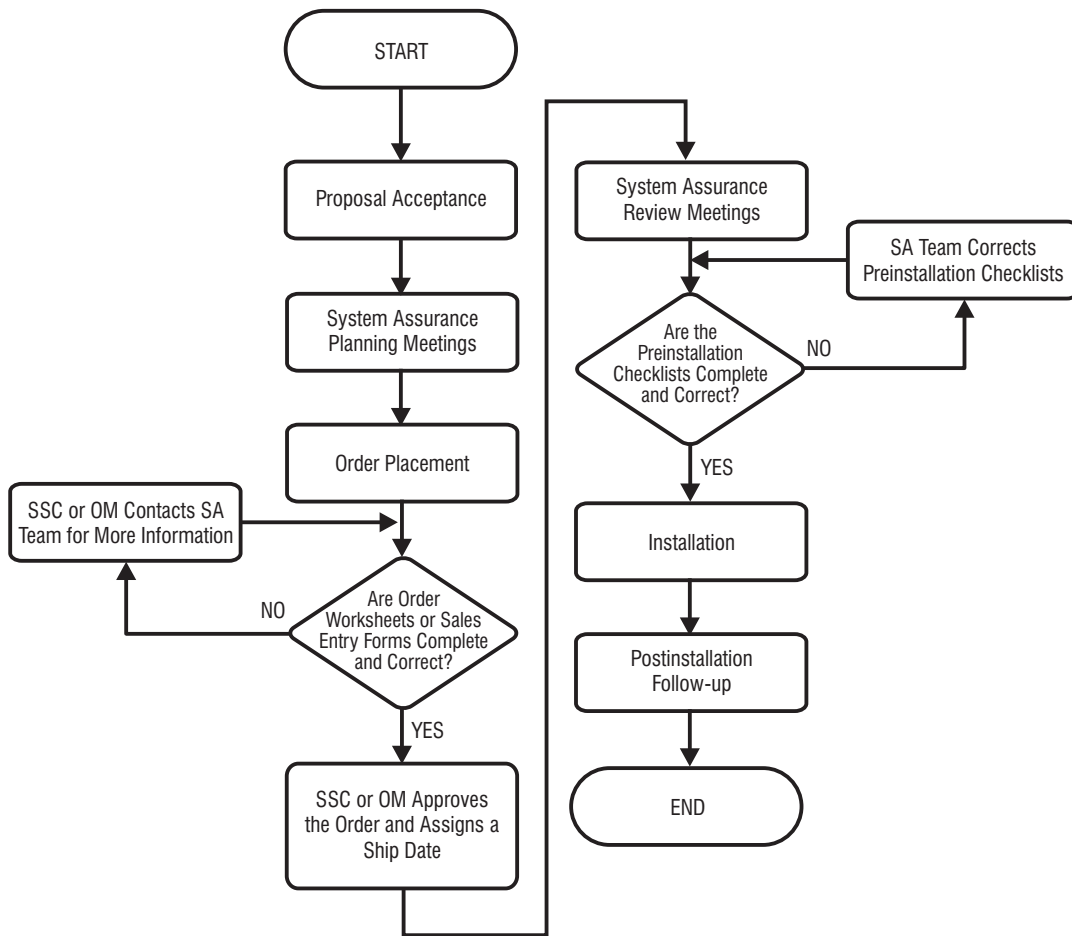 START
Proposal Acceptance
System Assurance
Planning Meetings
Order Placement
SSC or OM Contacts SA
Team for More Information
NO
Are Order
Worksheets or Sales
Entry Forms Complete
and Correct?
YES
SSC or OM Approves
the Order and Assigns a
Ship Date
System Assurance
Review Meetings
SA Team Corrects
Preinstallation Checklists
Are the
Preinstallation
Checklists Complete
and Correct?
NO
YES
Installation
Postinstallation
Follow-up
END